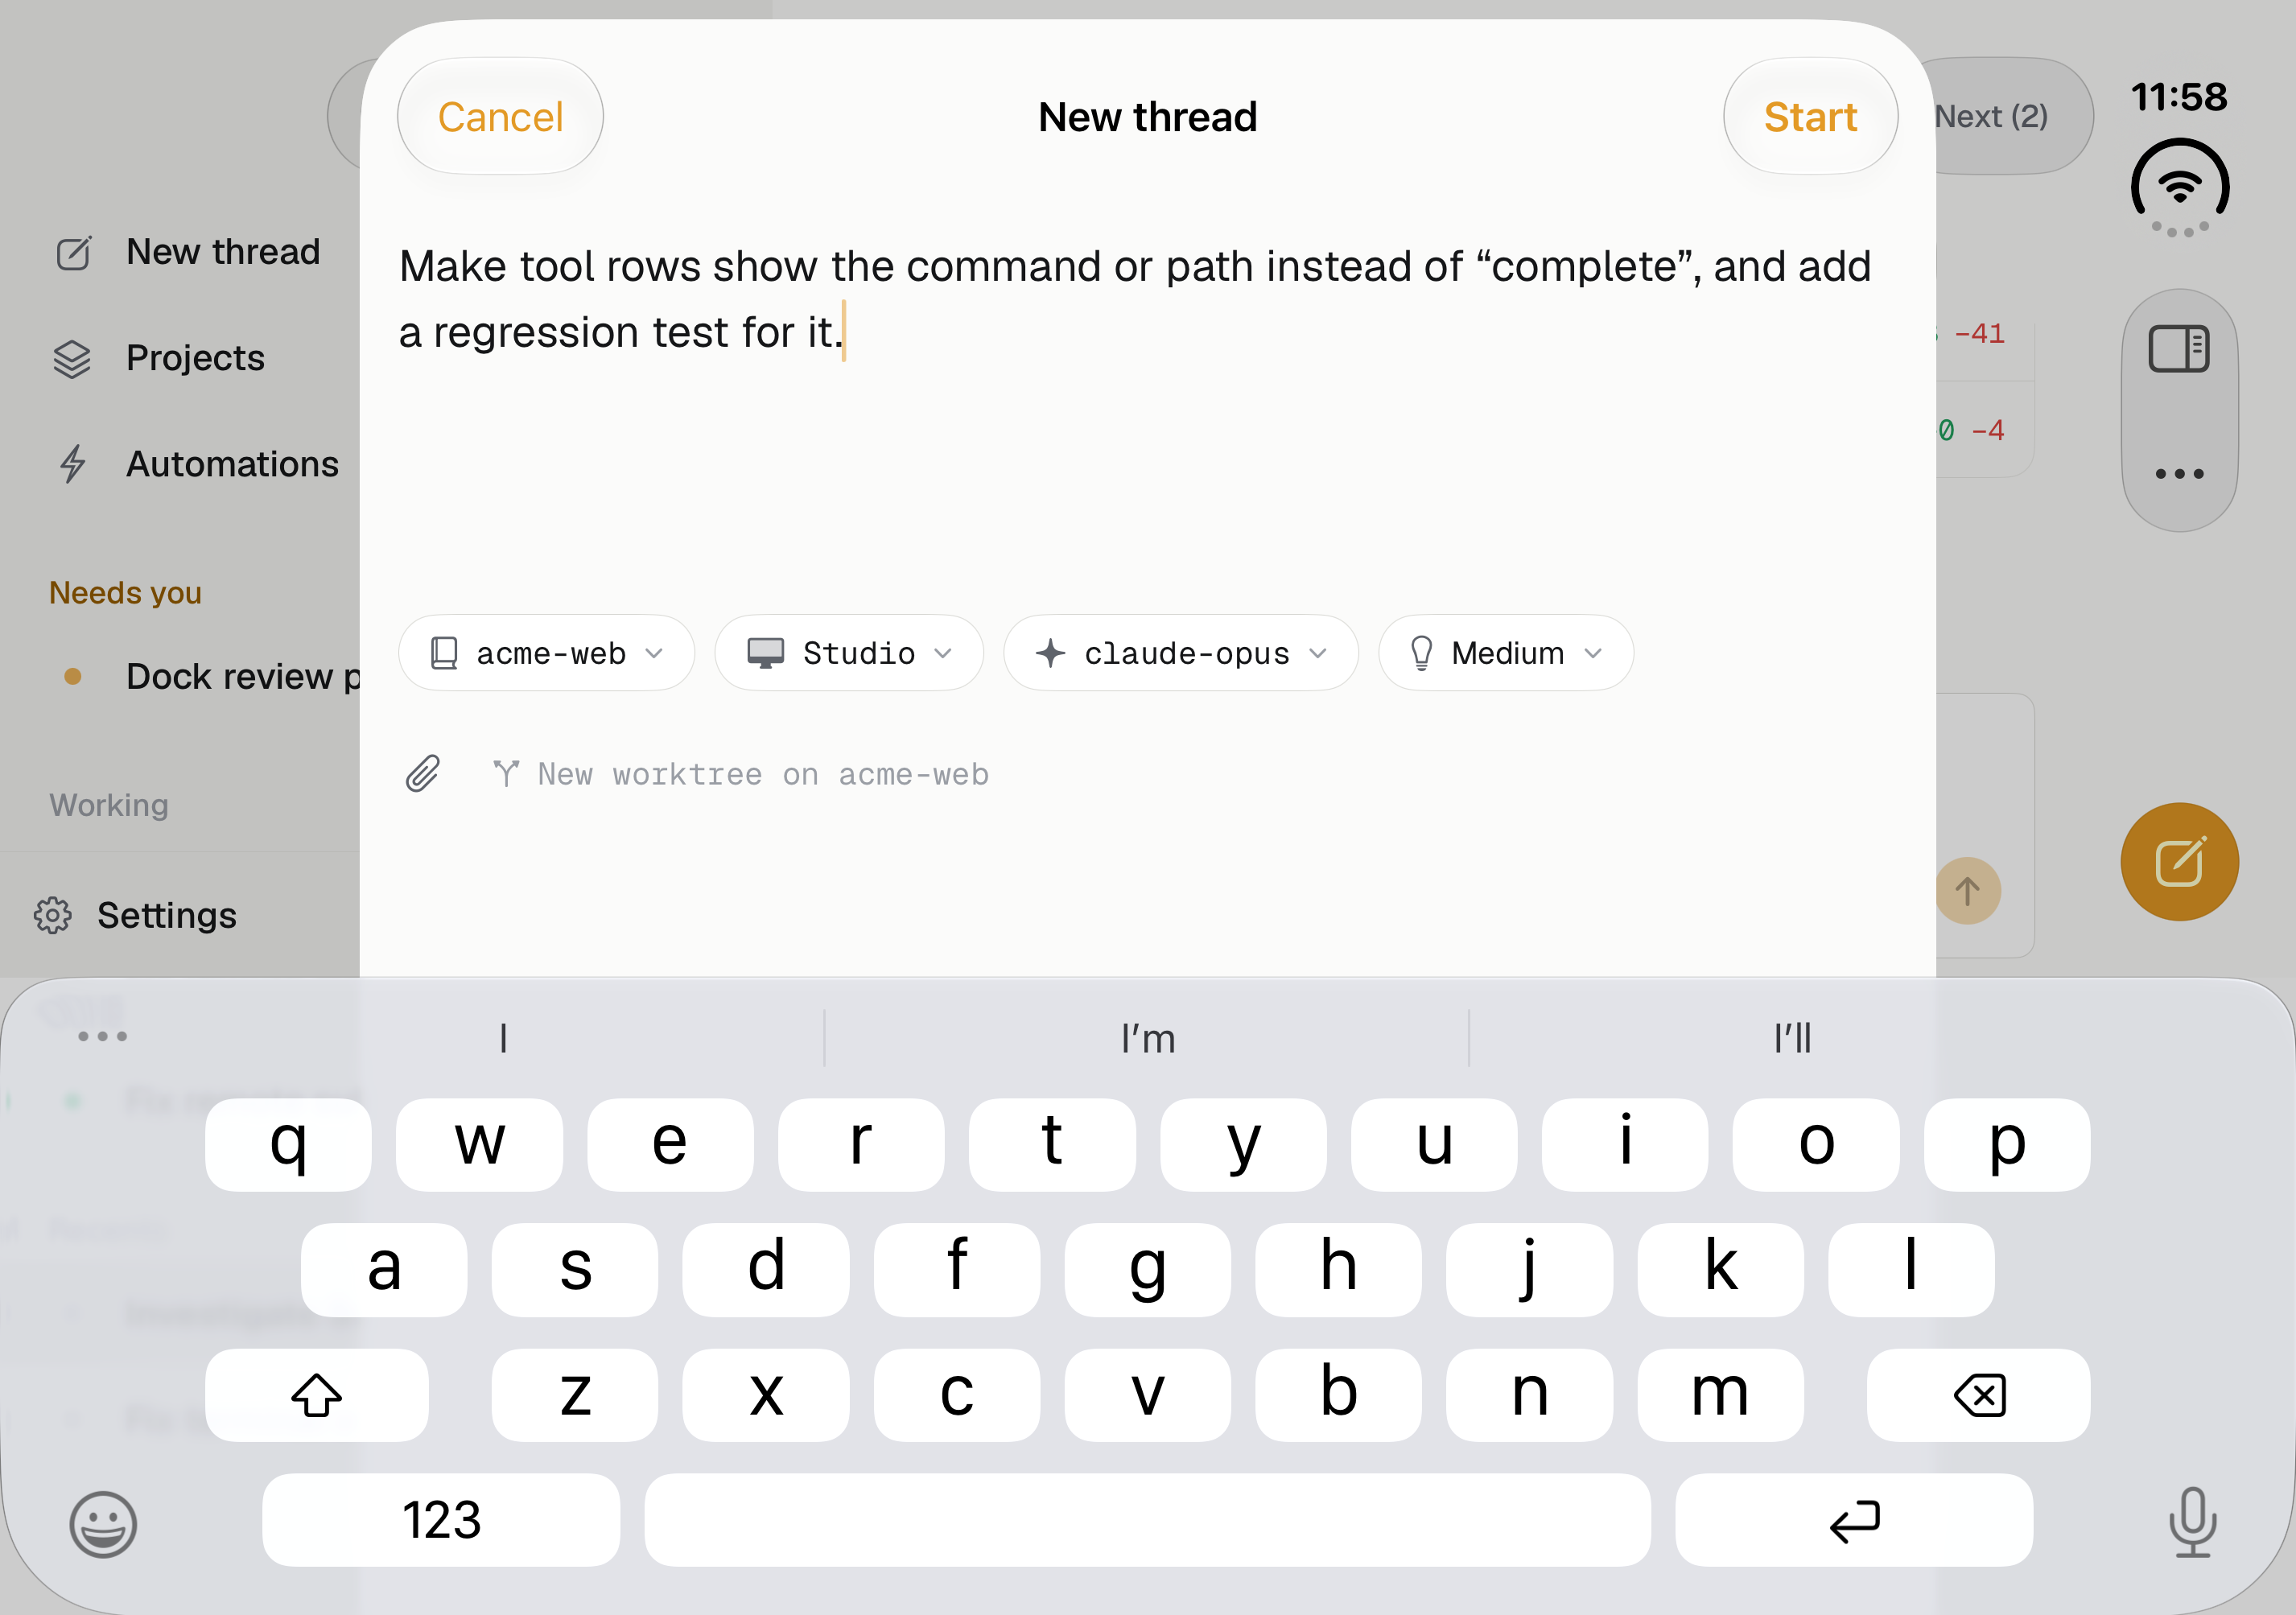 Cancel
New thread
Start
Next (2)
11:58
New thread
Projects
Automations
Needs you
Dock review
Working
Settings
Make tool rows show the command or path instead of “complete”, and add
a regression test for it.
−41
−4
acme-web
Studio
claude-opus
Medium
New worktree on acme-web
I
I’m
I’ll
q w e r t y u i o p
a s d f g h j k l
z x c v b n m
123